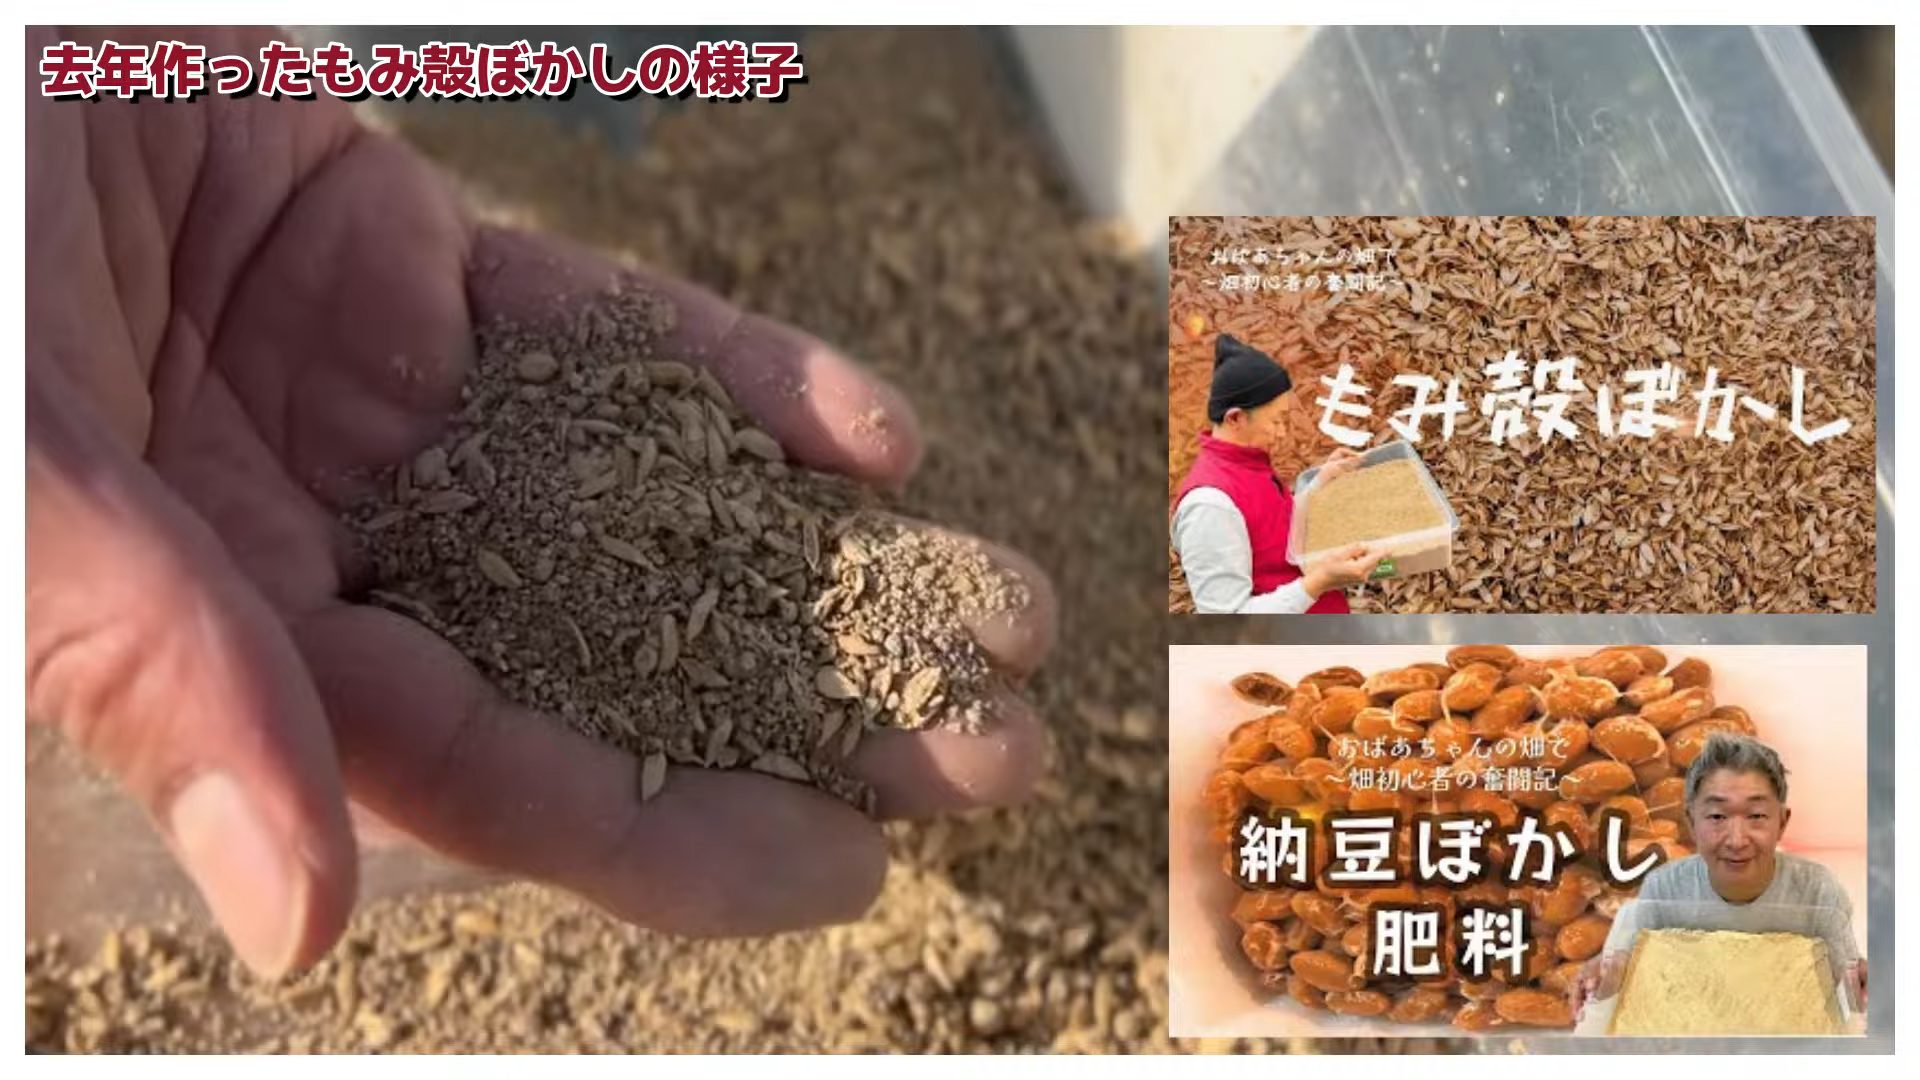 去年作ったもみ殻ぼかしの様子
おばあちゃんの畑で
~畑初心者の奮闘記~
もみ殻ぼかし
おばあちゃんの畑で
~畑初心者の奮闘記~
納豆ぼかし
肥料